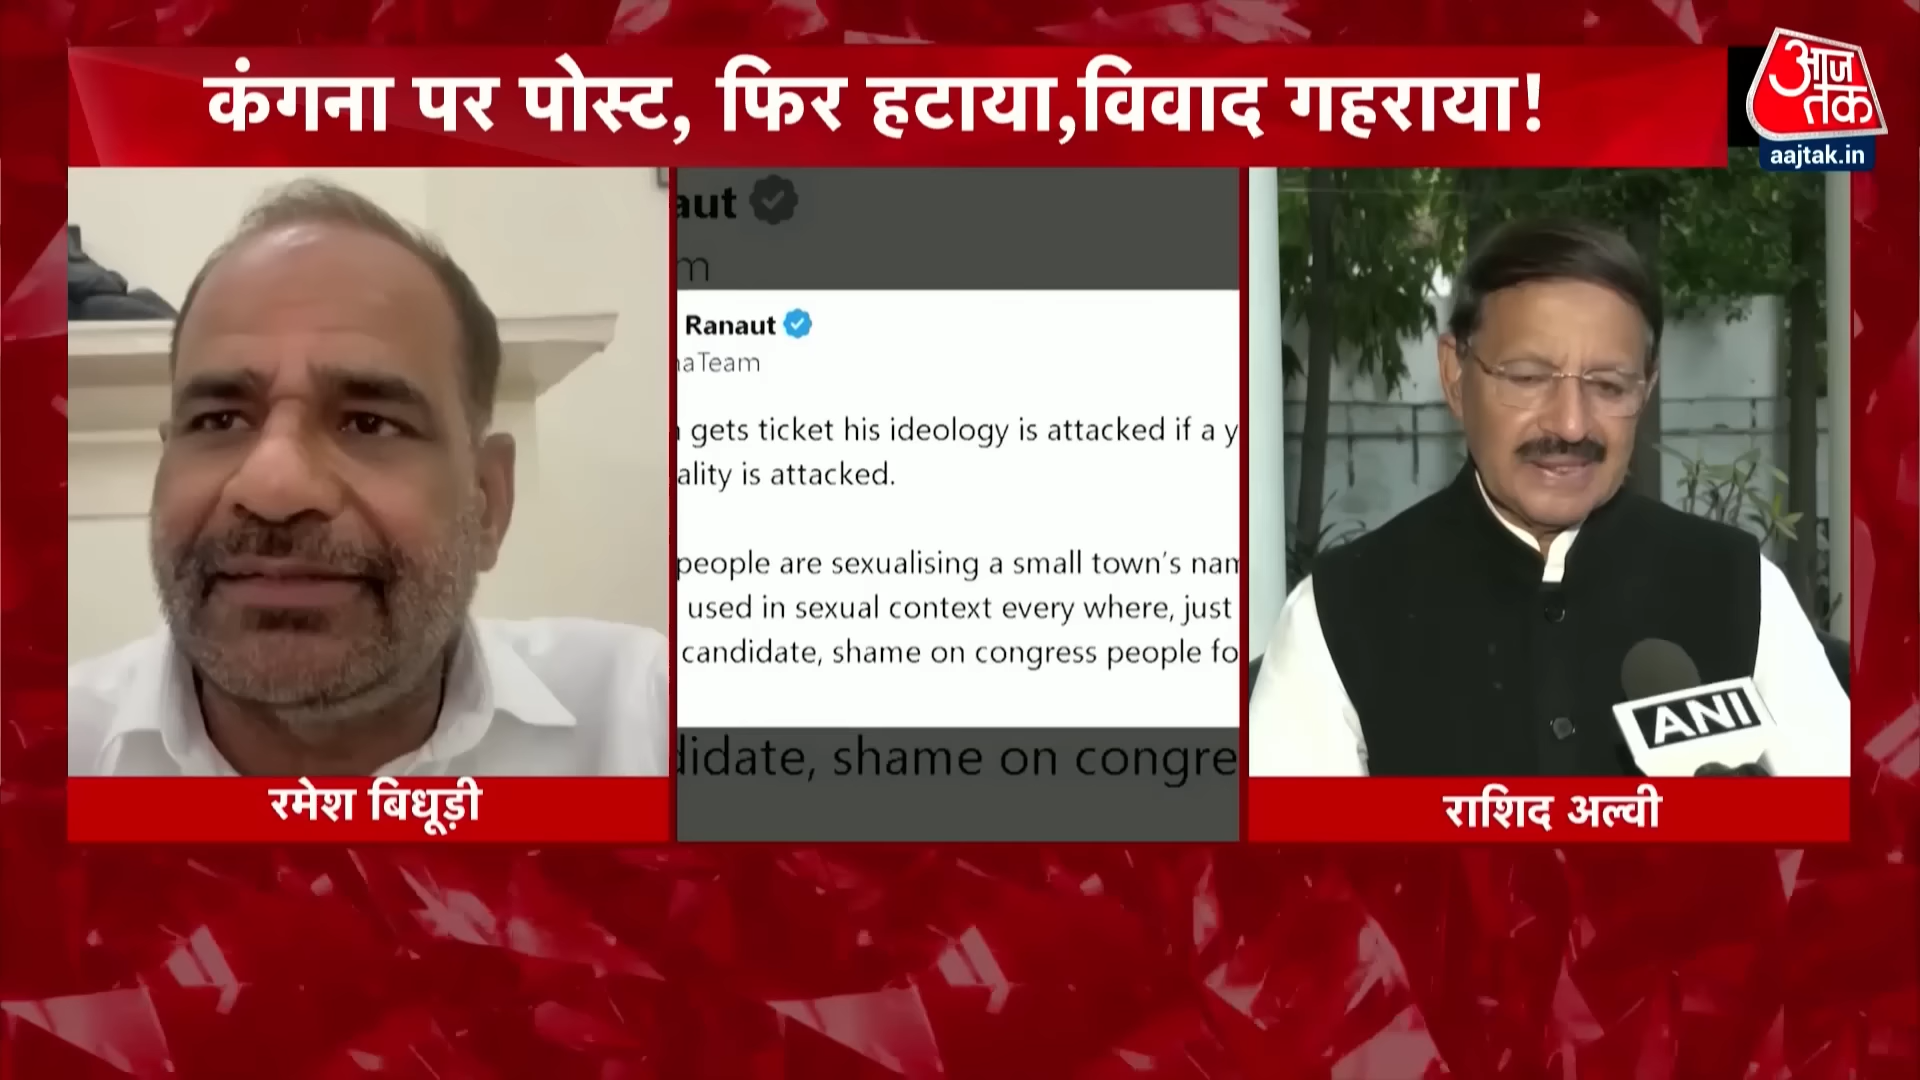 कंगना पर पोस्ट, फिर हटाया,विवाद गहराया!
आज तक
aajtak.in
aut
m
Ranaut
aTeam
gets ticket his ideology is attacked if a y
ality is attacked.
people are sexualising a small town's nam
used in sexual context every where, just
candidate, shame on congress people fo
didate, shame on congre
ANI
रमेश बिधूड़ी
राशिद अल्वी